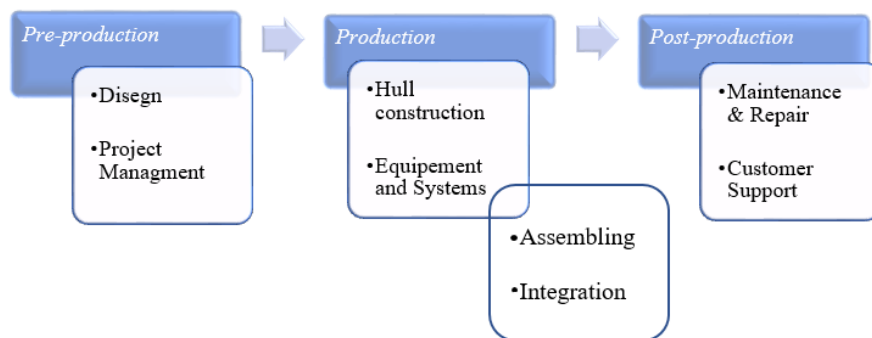 Pre-production
•Disegn
•Project
Managment
Production
•Hull
construction
•Equipement
and Systems
•Assembling
•Integration
Post-production
•Maintenance
& Repair
•Customer
Support